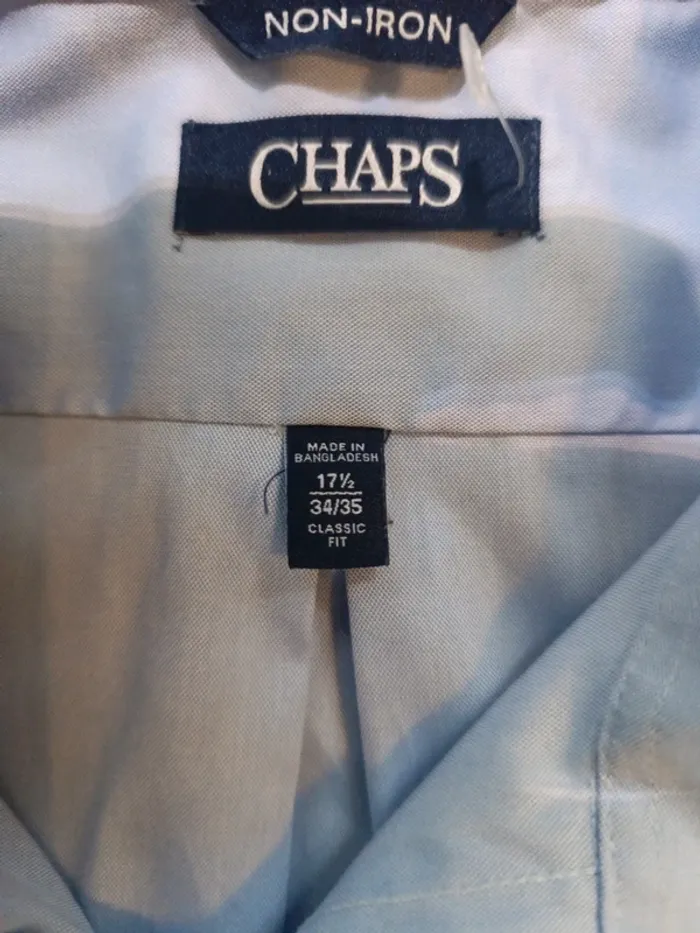 NON-IRON
CHAPS
MADE IN
BANGLADESH
17½
34/35
CLASSIC
FIT